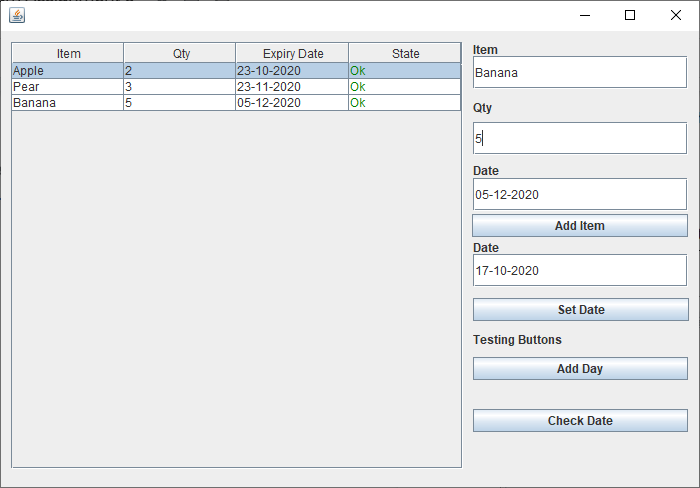 Item Qty Expiry Date State
Apple 2 23-10-2020 Ok
Pear 3 23-11-2020 Ok
Banana 5 05-12-2020 Ok
Item
Banana
Qty
5
Date
05-12-2020
Add Item
Date
17-10-2020
Set Date
Testing Buttons
Add Day
Check Date